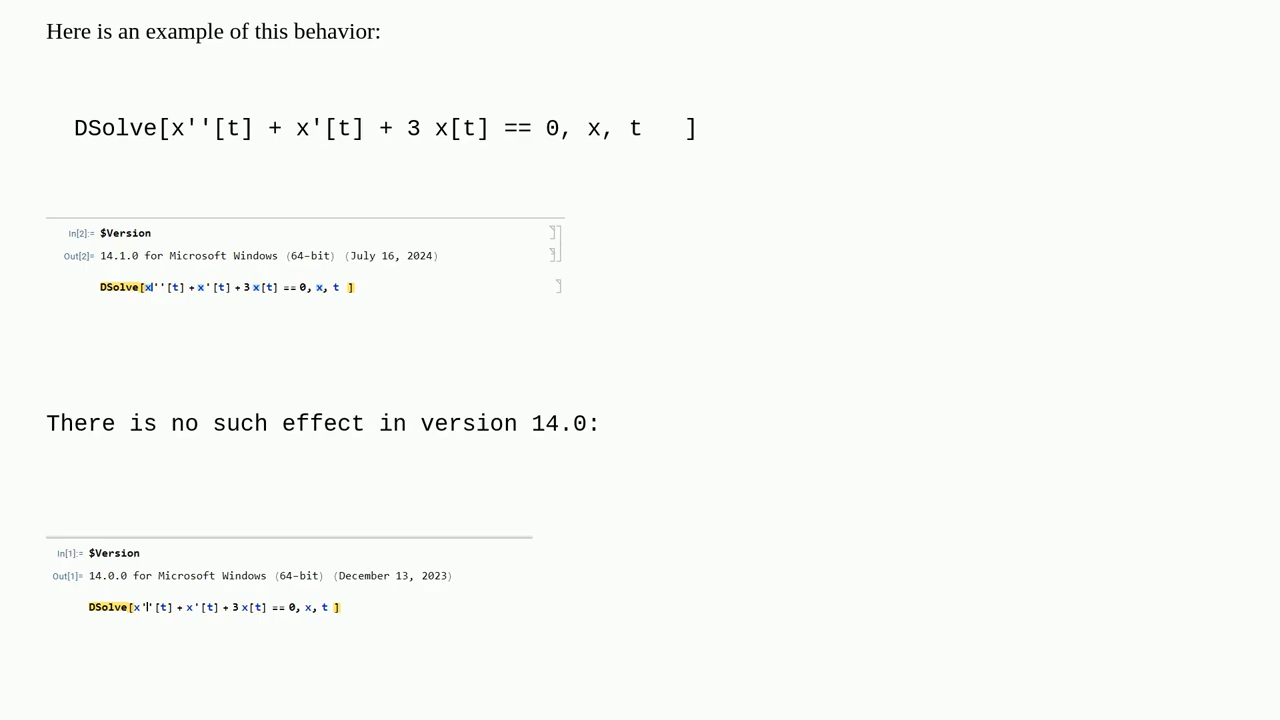 Here is an example of this behavior:
DSolve[x''[t] + x'[t] + 3 x[t] == 0, x, t   ]
In[2]:= $Version
Out[2]= 14.1.0 for Microsoft Windows (64-bit) (July 16, 2024)
DSolve[x''[t] + x'[t] + 3 x[t] == 0, x, t ]
There is no such effect in version 14.0:
In[1]:= $Version
Out[1]= 14.0.0 for Microsoft Windows (64-bit) (December 13, 2023)
DSolve[x''[t] + x'[t] + 3 x[t] == 0, x, t ]